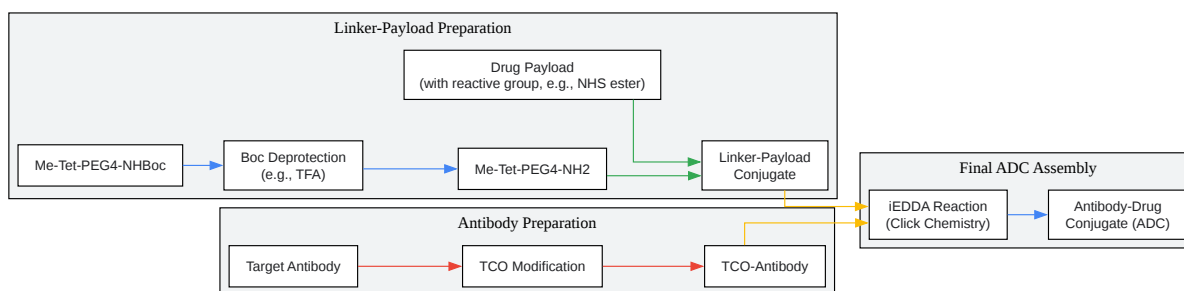 Linker-Payload Preparation
Drug Payload
(with reactive group, e.g., NHS ester)
Me-Tet-PEG4-NHBoc
Boc Deprotection
(e.g., TFA)
Me-Tet-PEG4-NH2
Linker-Payload
Conjugate
Antibody Preparation
Target Antibody
TCO Modification
TCO-Antibody
Final ADC Assembly
iEDDA Reaction
(Click Chemistry)
Antibody-Drug
Conjugate (ADC)